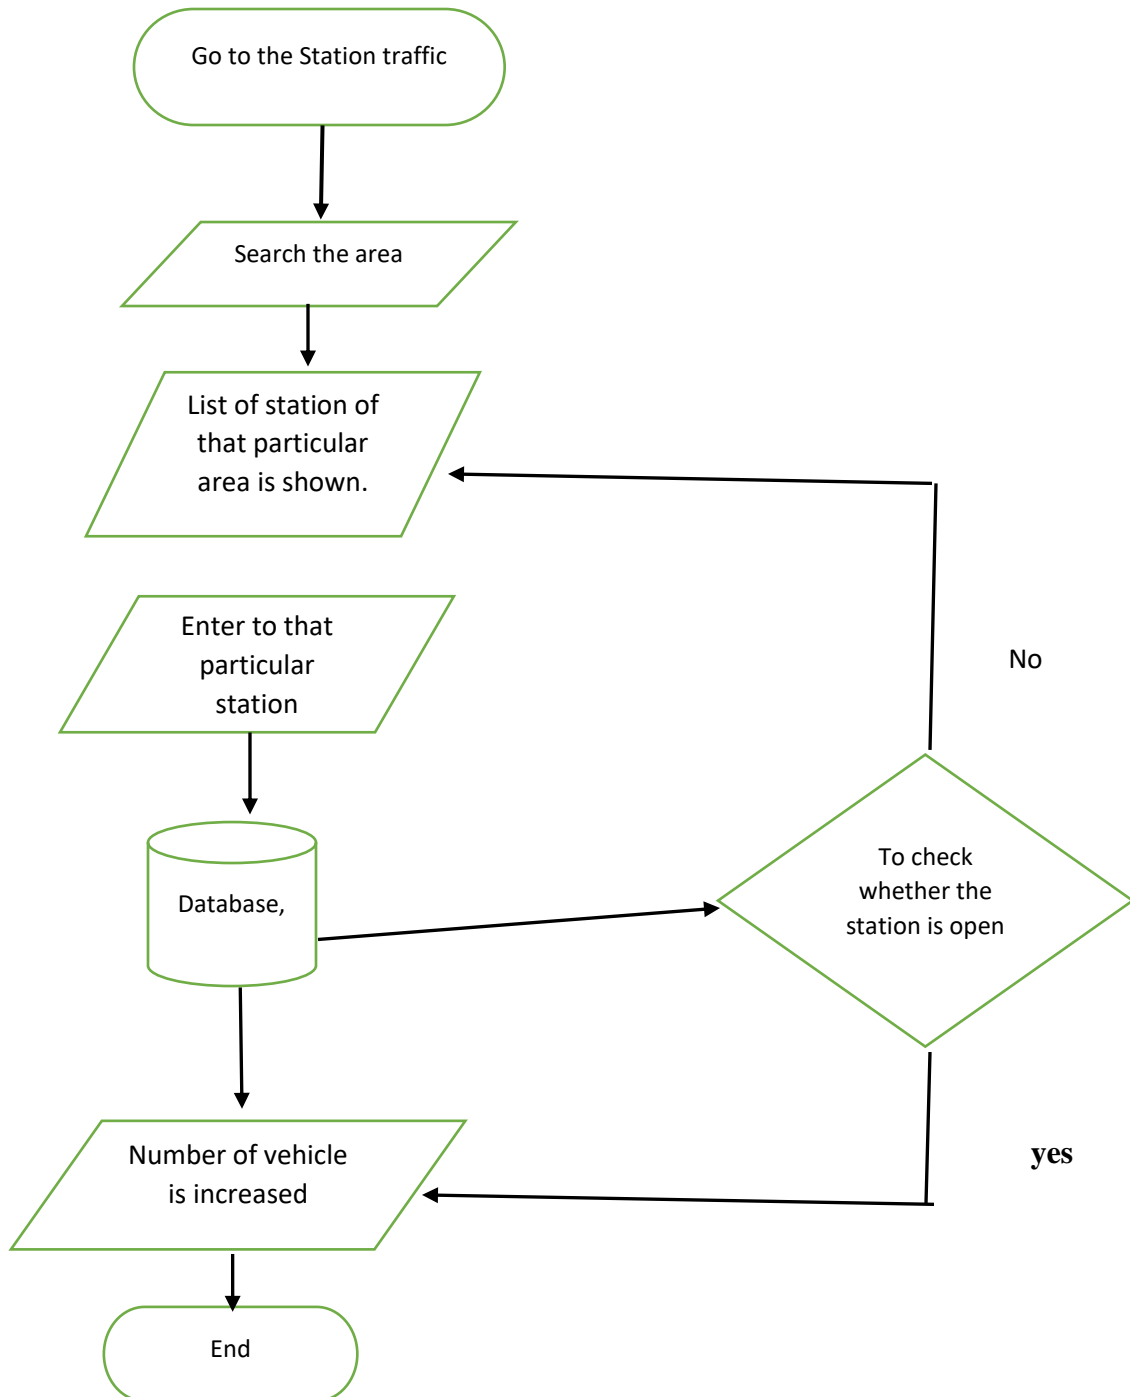 Go to the Station traffic
Search the area
List of station of
that particular
area is shown.
Enter to that
particular
station
No
To check
whether the
station is open
Database,
Number of vehicle
is increased
yes
End